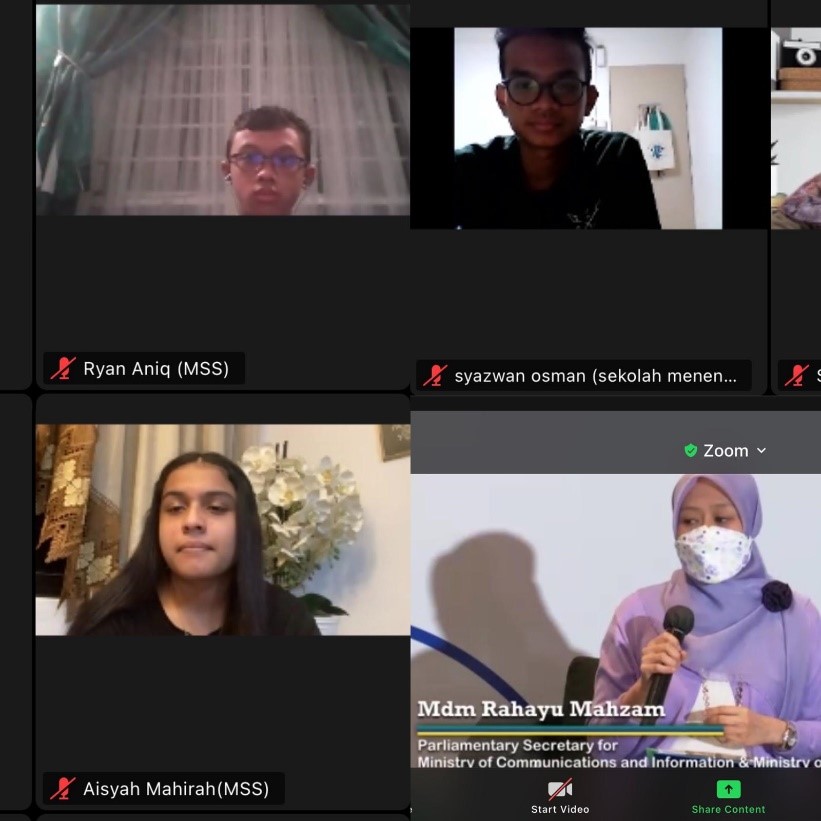 Ryan Aniq (MSS)
syazwan osman (sekolah menen...
Zoom
Aisyah Mahirah(MSS)
Mdm Rahayu Mahzam
Parliamentary Secretary for
Ministry of Communications and Information & Ministry o
Start Video
Share Content